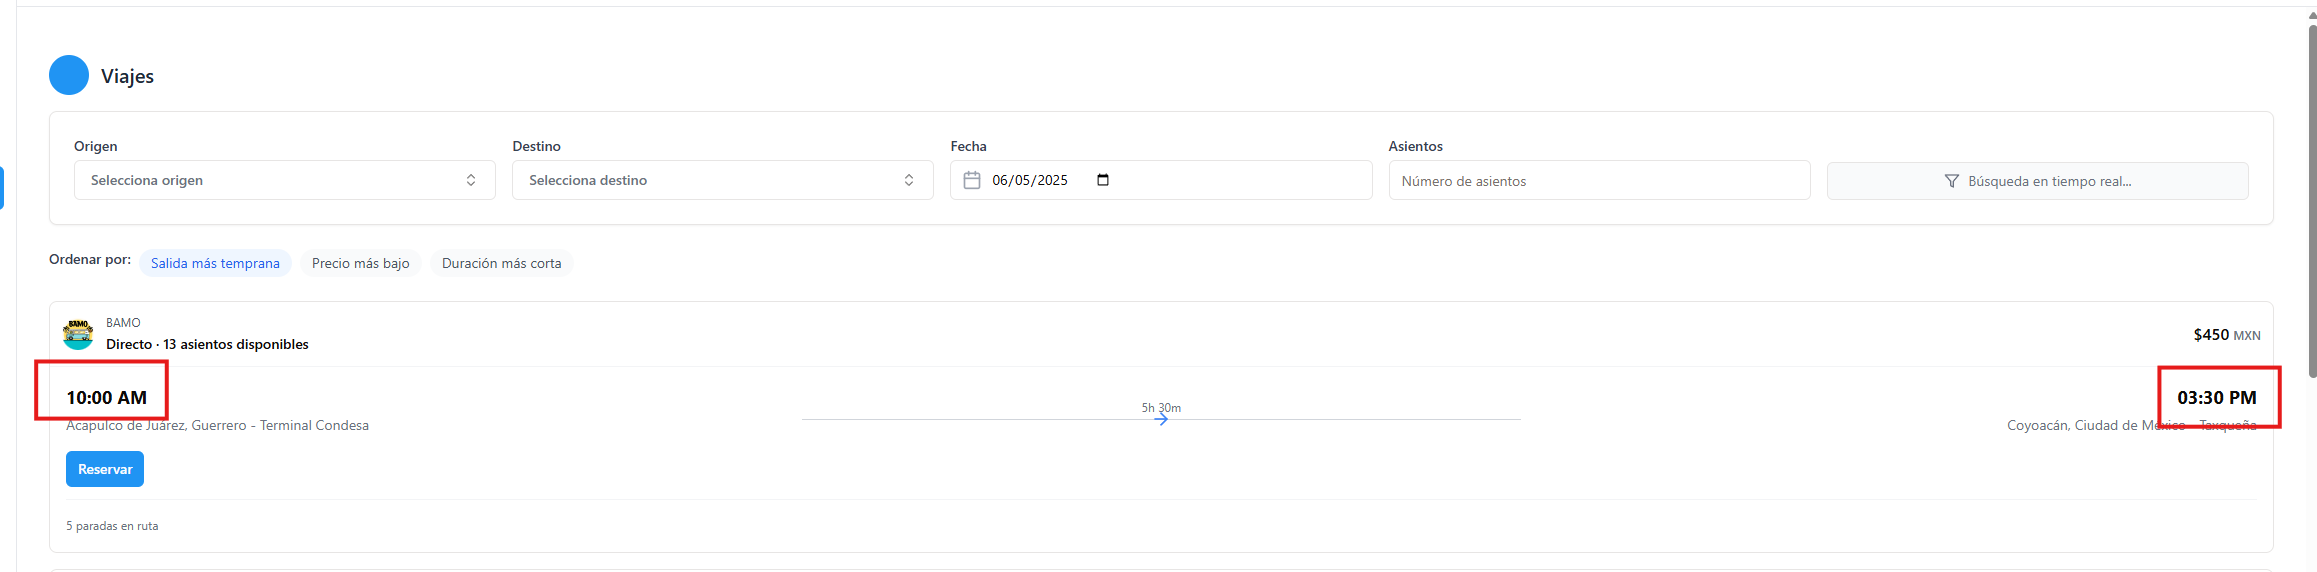 Viajes
Origen
Destino
Fecha
Asientos
Selecciona origen
Selecciona destino
06/05/2025
Número de asientos
Búsqueda en tiempo real...
Ordenar por:
Salida más temprana
Precio más bajo
Duración más corta
BAMO
BAMO
Directo · 13 asientos disponibles
$450 MXN
10:00 AM
5h 30m
03:30 PM
Acapulco de Juárez, Guerrero - Terminal Condesa
Coyoacán, Ciudad de México - Taxqueña
Reservar
5 paradas en ruta